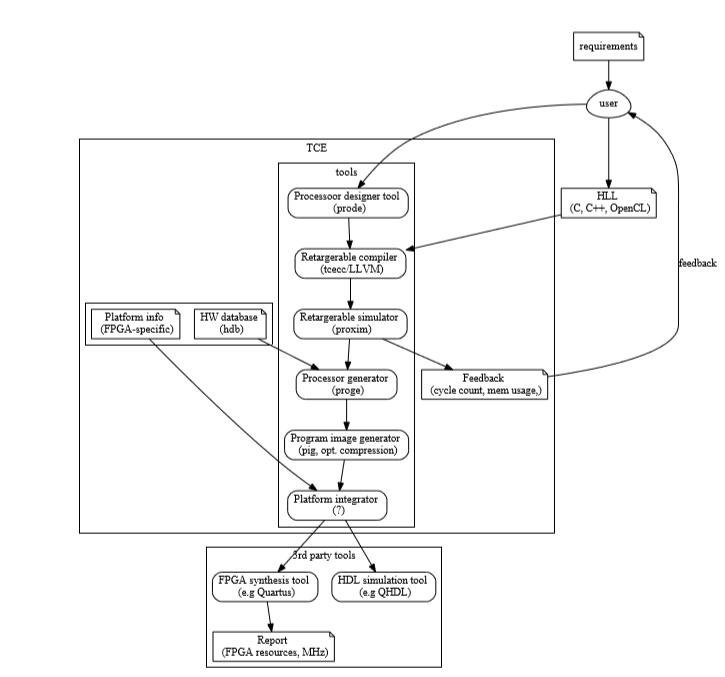 requirements
user
TCE
tools
Processoor designer tool
(prode)
HLL
(C, C++, OpenCL)
Retargerable compiler
(tcecc/LLVM)
feedback
Platform info
(FPGA-specific)
HW database
(hdb)
Retargerable simulator
(proxim)
Processor generator
(proge)
Feedback
(cycle count, mem usage,)
Program image generator
(pig, opt. compression)
Platform integrator
(?)
3rd party tools
FPGA synthesis tool
(e.g Quartus)
HDL simulation tool
(e.g QHDL)
Report
(FPGA resources, MHz)